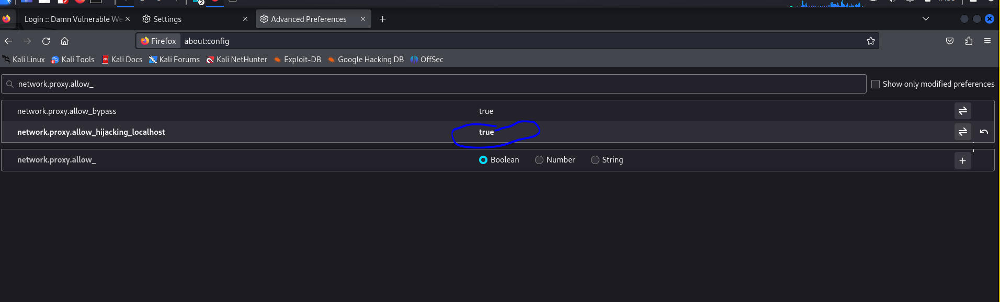 2
Login :: Damn Vulnerable We
Settings
Advanced Preferences
Firefox about:config
Kali Linux Kali Tools Kali Docs Kali Forums Kali NetHunter Exploit-DB Google Hacking DB OffSec
network.proxy.allow_ Show only modified preferences
network.proxy.allow_bypass true
network.proxy.allow_hijacking_localhost true
network.proxy.allow_ Boolean Number String